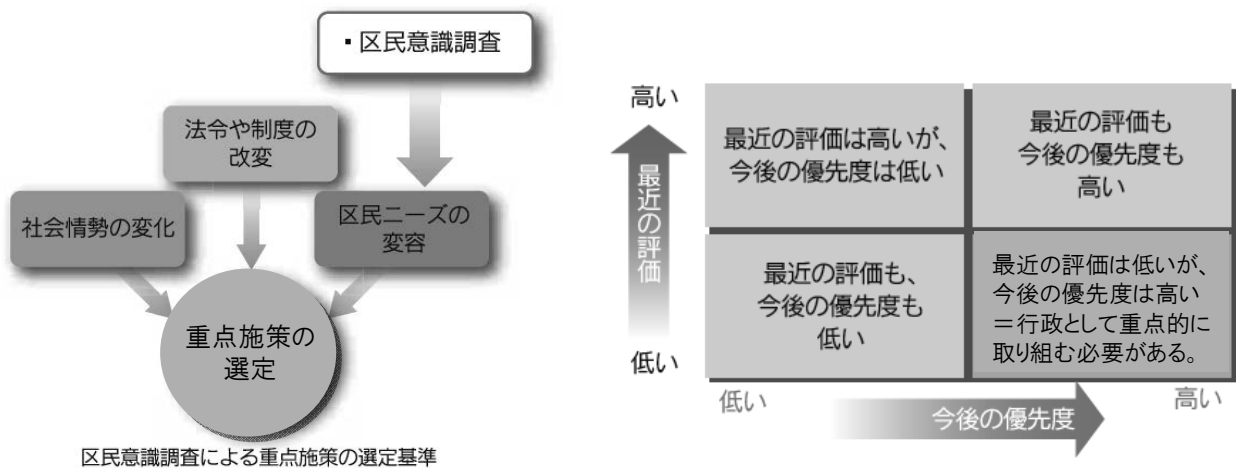 ・区民意識調査
法令や制度の
改変
社会情勢の変化
区民ニーズの
変容
重点施策の
選定
区民意識調査による重点施策の選定基準
高い
最近の評価
低い
最近の評価は高いが、
今後の優先度は低い
最近の評価も
今後の優先度も
高い
最近の評価も、
今後の優先度も
低い
最近の評価は低いが、
今後の優先度は高い
＝行政として重点的に
取り組む必要がある。
低い
今後の優先度
高い